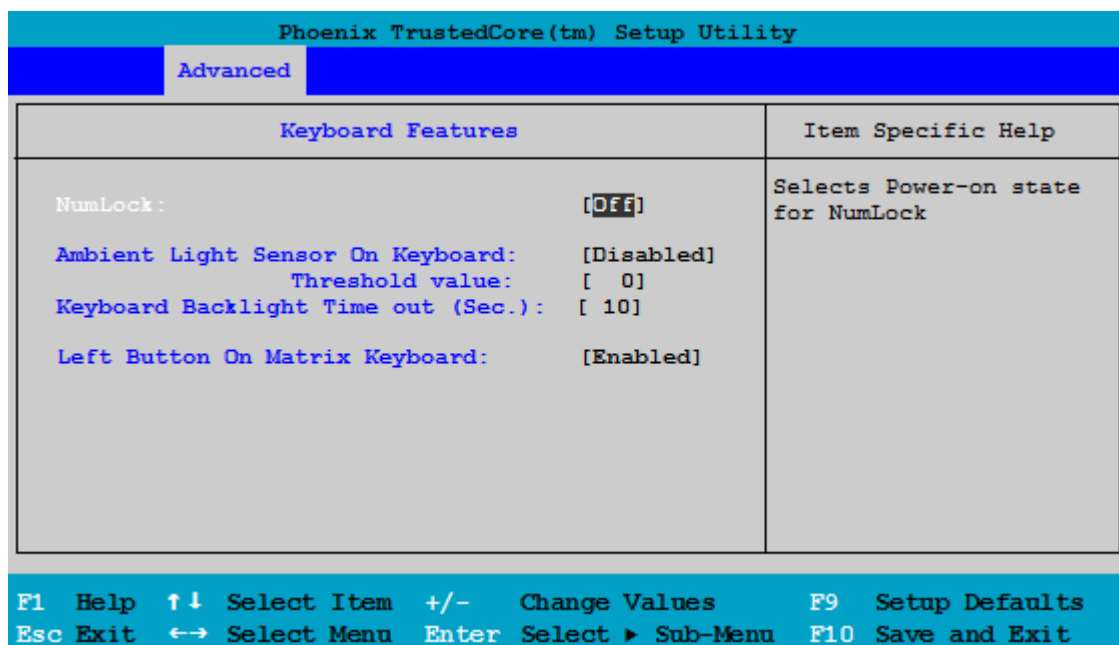 Phoenix TrustedCore(tm) Setup Utility
Advanced
Keyboard Features
Item Specific Help
NumLock: [Off]
Ambient Light Sensor On Keyboard: [Disabled]
Threshold value: [ 0]
Keyboard Backlight Time out (Sec.): [ 10]
Left Button On Matrix Keyboard: [Enabled]
Selects Power-on state
for NumLock
F1 Help ↑↓ Select Item +/- Change Values F9 Setup Defaults
Esc Exit ←→ Select Menu Enter Select ▶ Sub-Menu F10 Save and Exit